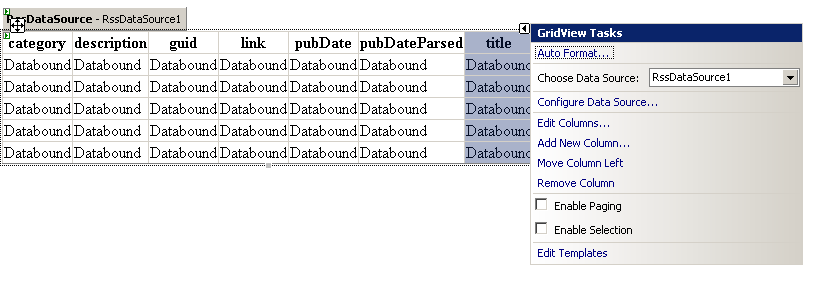 RssDataSource - RssDataSource1
category description guid link pubDate pubDateParsed title
Databound Databound Databound Databound Databound Databound Databound
Databound Databound Databound Databound Databound Databound Databound
Databound Databound Databound Databound Databound Databound Databound
Databound Databound Databound Databound Databound Databound Databound
Databound Databound Databound Databound Databound Databound Databound
GridView Tasks
Auto Format...
Choose Data Source: RssDataSource1
Configure Data Source...
Edit Columns...
Add New Column...
Move Column Left
Remove Column
Enable Paging
Enable Selection
Edit Templates